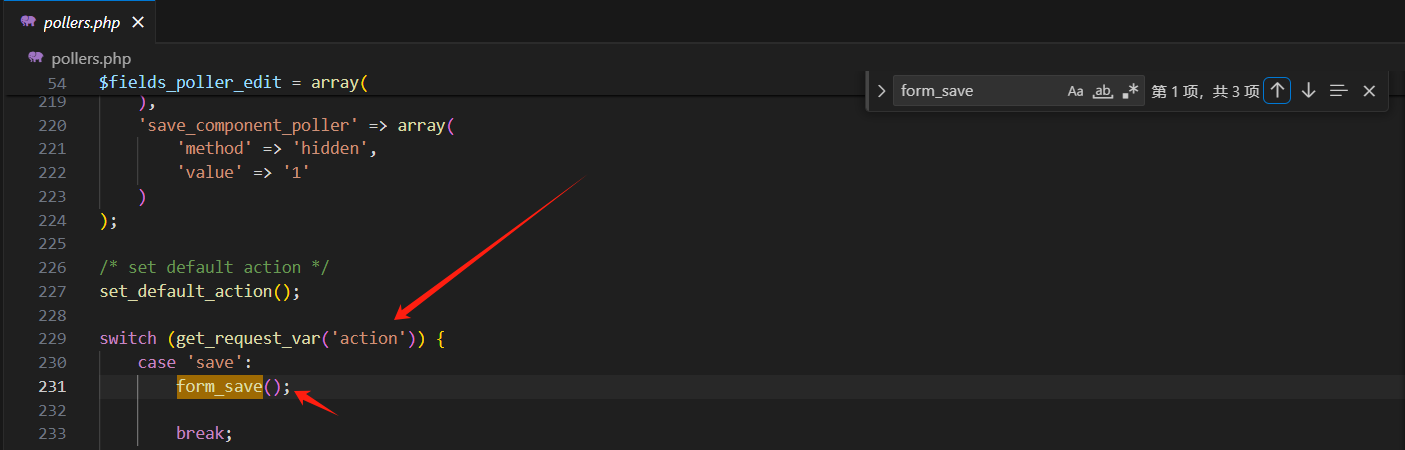 pollers.php
pollers.php
54 $fields_poller_edit = array(
form_save Aa ab 第 1 项，共 3 项
219 ),
220 'save_component_poller' => array(
221 'method' => 'hidden',
222 'value' => '1'
223 )
224 );
225
226 /* set default action */
227 set_default_action();
228
229 switch (get_request_var('action')) {
230 case 'save':
231 form_save();
232
233 break;